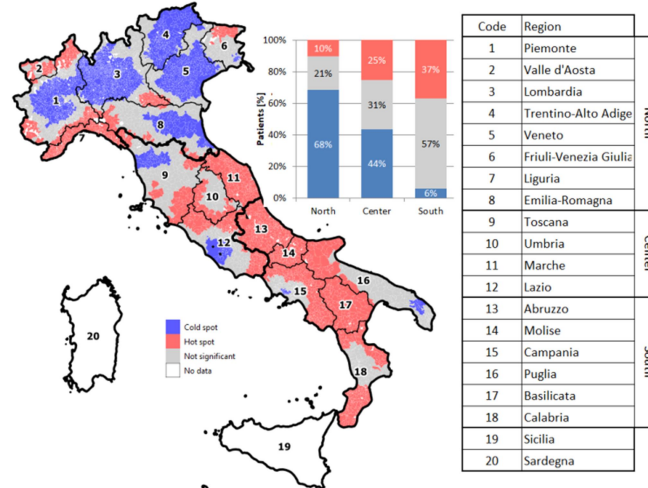 4
6
2
3
5
1
8
7
9
11
10
12
13
14
15
16
17
18
20
19
Cold spot
Hot spot
Not significant
No data
Patients [%]
100%
80%
60%
40%
20%
0%
10% 25% 37%
21% 31% 57%
68% 44% 6%
North Center South
Code Region
1 Piemonte
2 Valle d'Aosta
3 Lombardia
4 Trentino-Alto Adige
5 Veneto
6 Friuli-Venezia Giulia
7 Liguria
8 Emilia-Romagna
9 Toscana
10 Umbria
11 Marche
12 Lazio
13 Abruzzo
14 Molise
15 Campania
16 Puglia
17 Basilicata
18 Calabria
19 Sicilia
20 Sardegna